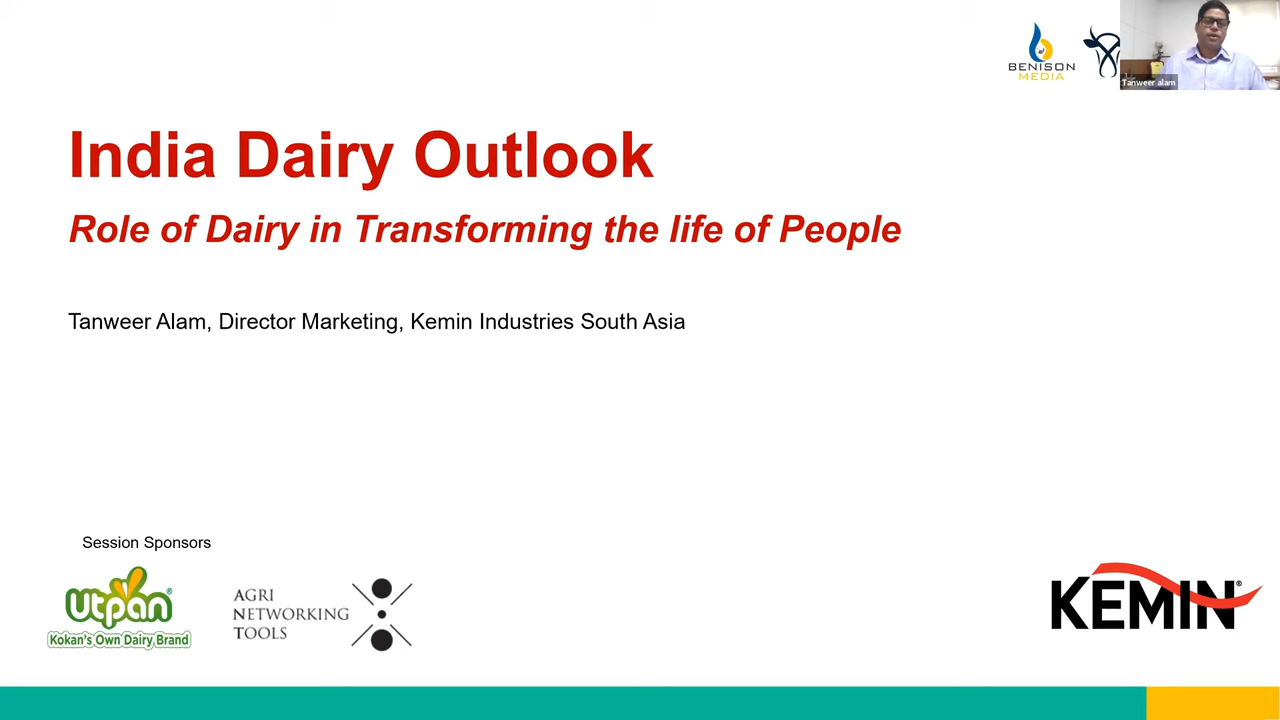 BENISON
MEDIA
Tanweer alam
India Dairy Outlook
Role of Dairy in Transforming the life of People
Tanweer Alam, Director Marketing, Kemin Industries South Asia
Session Sponsors
Utpan®
Kokan's Own Dairy Brand
AGRI
NETWORKING
TOOLS
KEMIN®